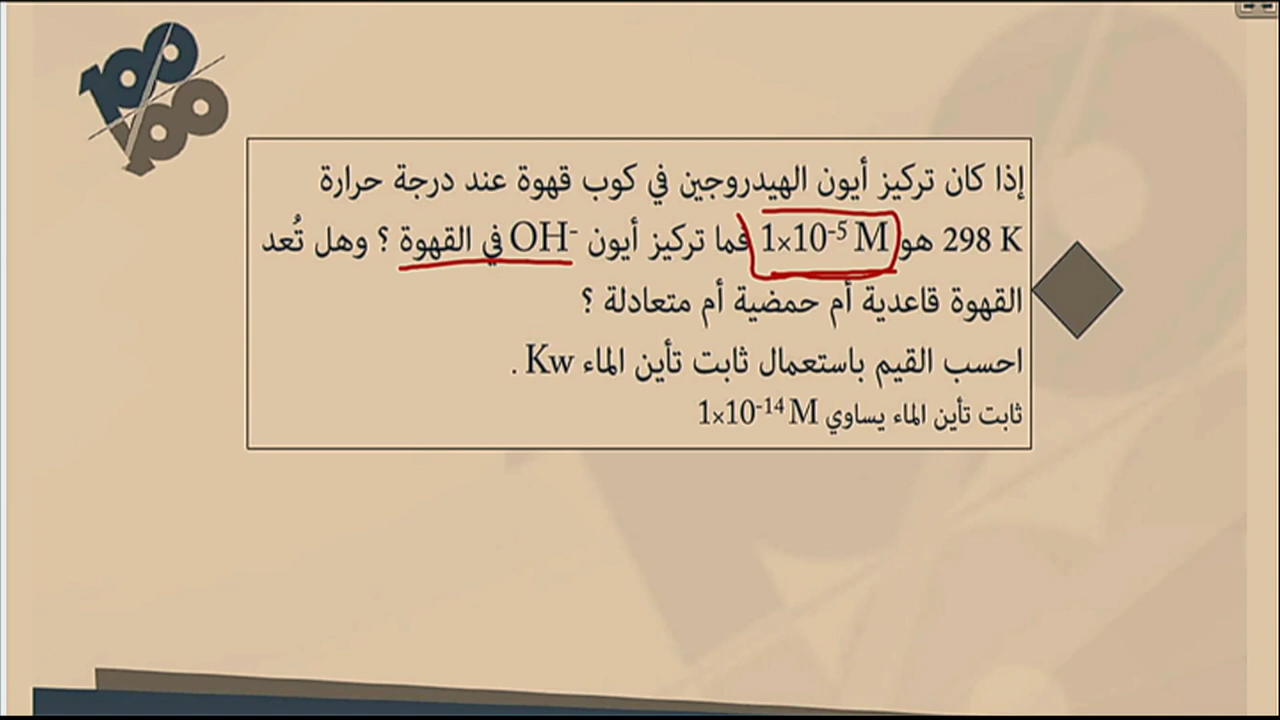 100
100
إذا كان تركيز أيون الهيدروجين في كوب قهوة عند درجة حرارة
298 K هو 1×10⁻⁵ M فما تركيز أيون OH⁻ في القهوة ؟ وهل تُعد
القهوة قاعدية أم حمضية أم متعادلة ؟
احسب القيم باستعمال ثابت تأين الماء Kw .
ثابت تأين الماء يساوي 1×10⁻¹⁴ M